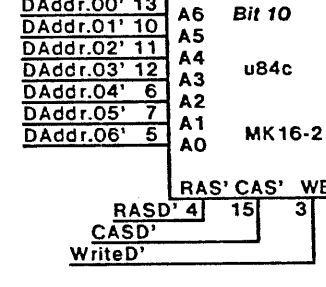 DAddr.00' 13 A6 Bit 10
DAddr.01' 10 A5
DAddr.02' 11 A4 u84c
DAddr.03' 12 A3
DAddr.04' 6 A2
DAddr.05' 7 A1 MK16-2
DAddr.06' 5 A0
RAS' CAS' WE
RASD' 4 15 3
CASD'
WriteD'